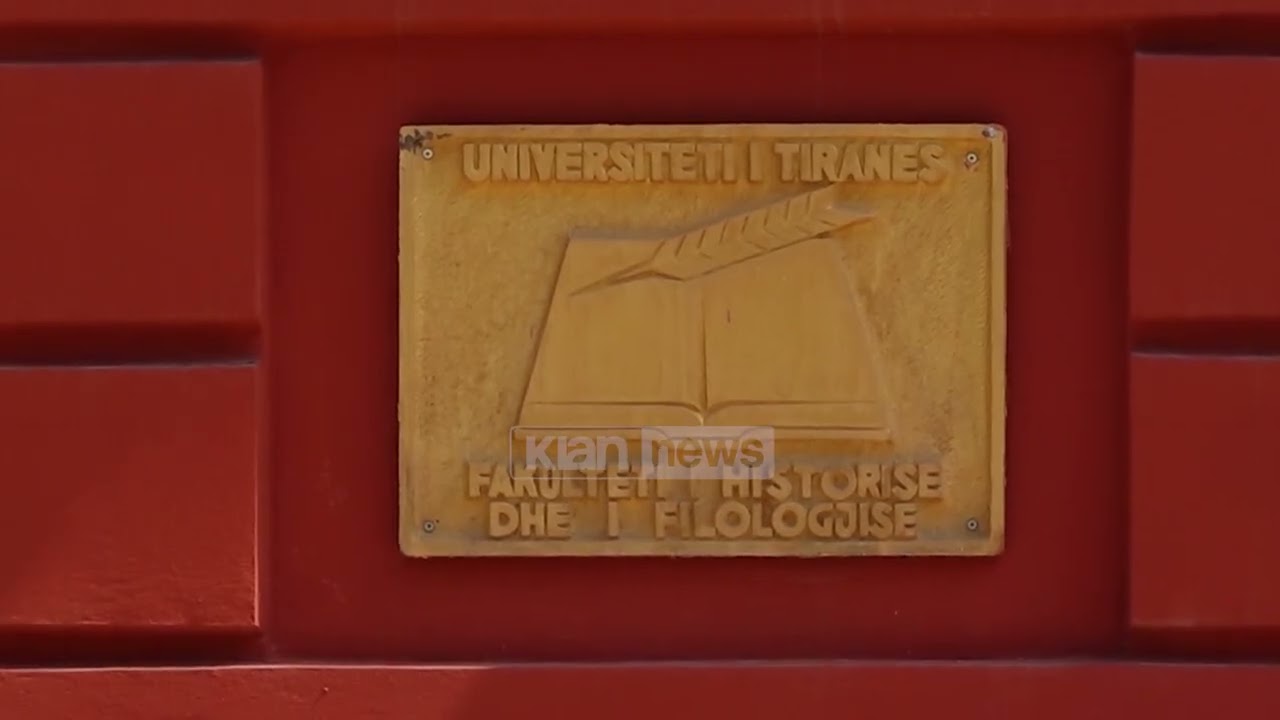 UNIVERSITETI I TIRANES
Klan news
FAKULTETI I HISTORISE
DHE I FILOLOGJISE